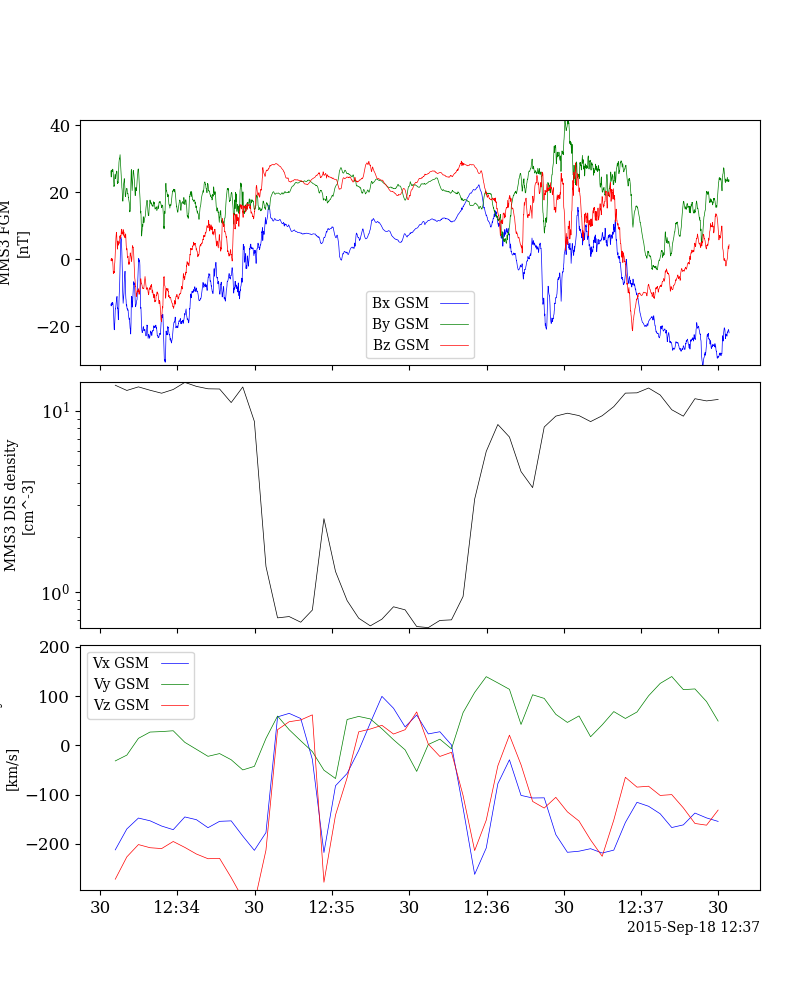 40
20
0
−20
MMS3 FGM
[nT]
Bx GSM
By GSM
Bz GSM
10^1
10^0
MMS3 DIS density
[cm^-3]
200
100
0
−100
−200
[km/s]
Vx GSM
Vy GSM
Vz GSM
30 12:34 30 12:35 30 12:36 30 12:37 30
2015-Sep-18 12:37